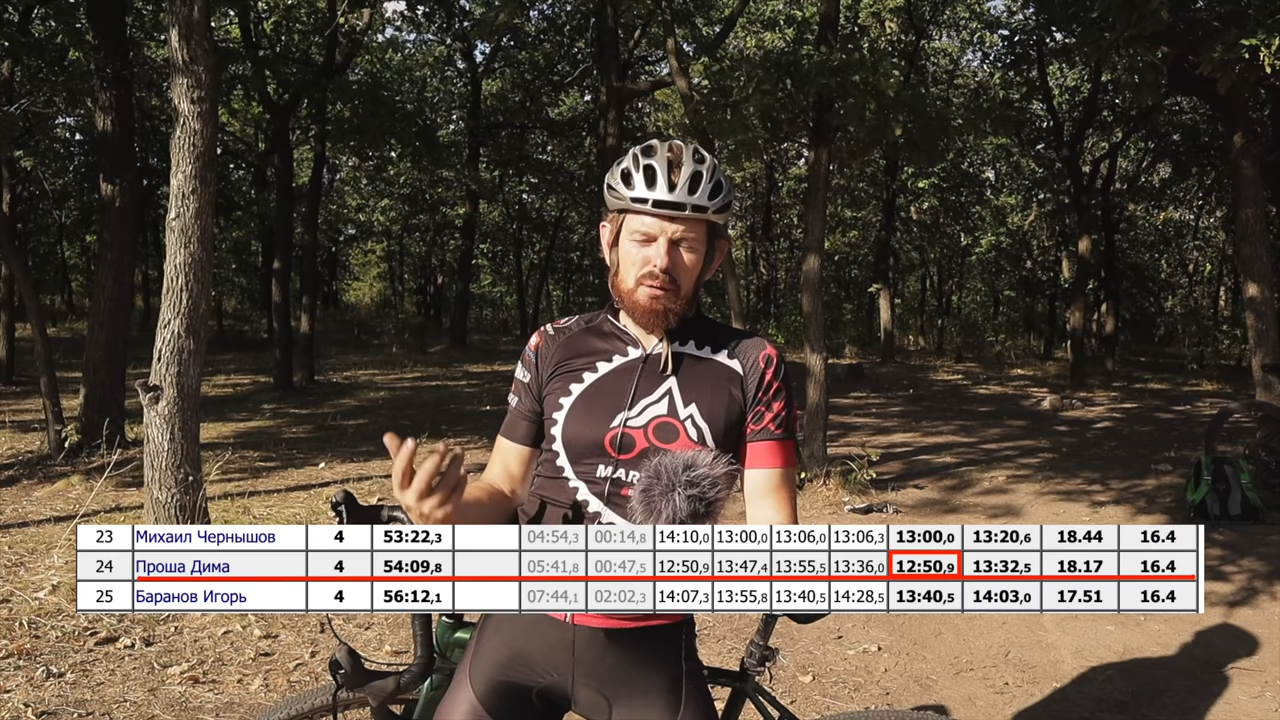 MAR
23 Михаил Чернышов 4 53:22,3 04:54,3 00:14,8 14:10,0 13:00,0 13:06,0 13:06,3 13:00,0 13:20,6 18.44 16.4
24 Проша Дима 4 54:09,8 05:41,8 00:47,5 12:50,9 13:47,4 13:55,5 13:36,0 12:50,9 13:32,5 18.17 16.4
25 Баранов Игорь 4 56:12,1 07:44,1 02:02,3 14:07,3 13:55,8 13:40,5 14:28,5 13:40,5 14:03,0 17.51 16.4